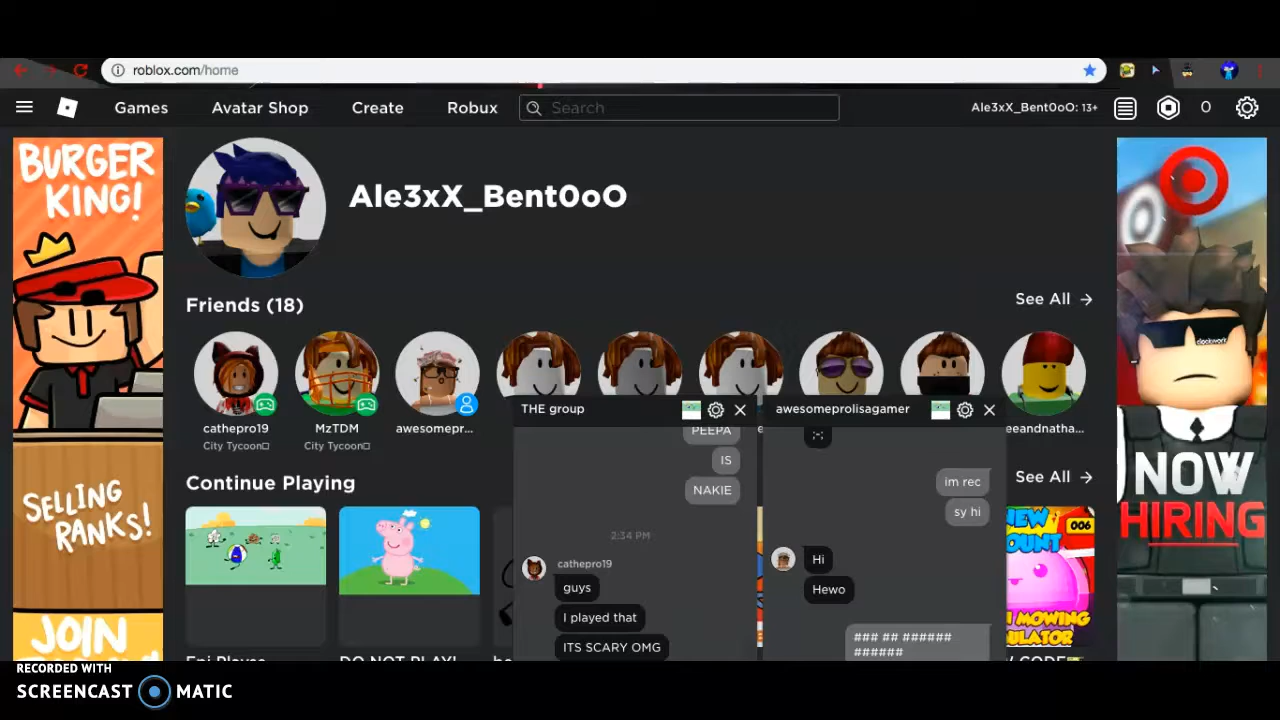 roblox.com/home
Games
Avatar Shop
Create
Robux
Search
Ale3xX_Bent0oO: 13+
0
BURGER
KING!
SELLING
RANKS!
JOIN
Ale3xX_Bent0oO
Friends (18)
See All
cathepro19
City Tycoon
MzTDM
City Tycoon
awesomepr...
eeandnatha...
Continue Playing
See All
DO NOT PLAY!
THE group
PEEPA
IS
NAKIE
2:34 PM
cathepro19
guys
I played that
ITS SCARY OMG
awesomeprolisagamer
;-;
im rec
sy hi
Hi
Hewo
### ## ######
######
006
MOWING
clockwork
NOW
HIRING
RECORDED WITH
SCREENCAST MATIC